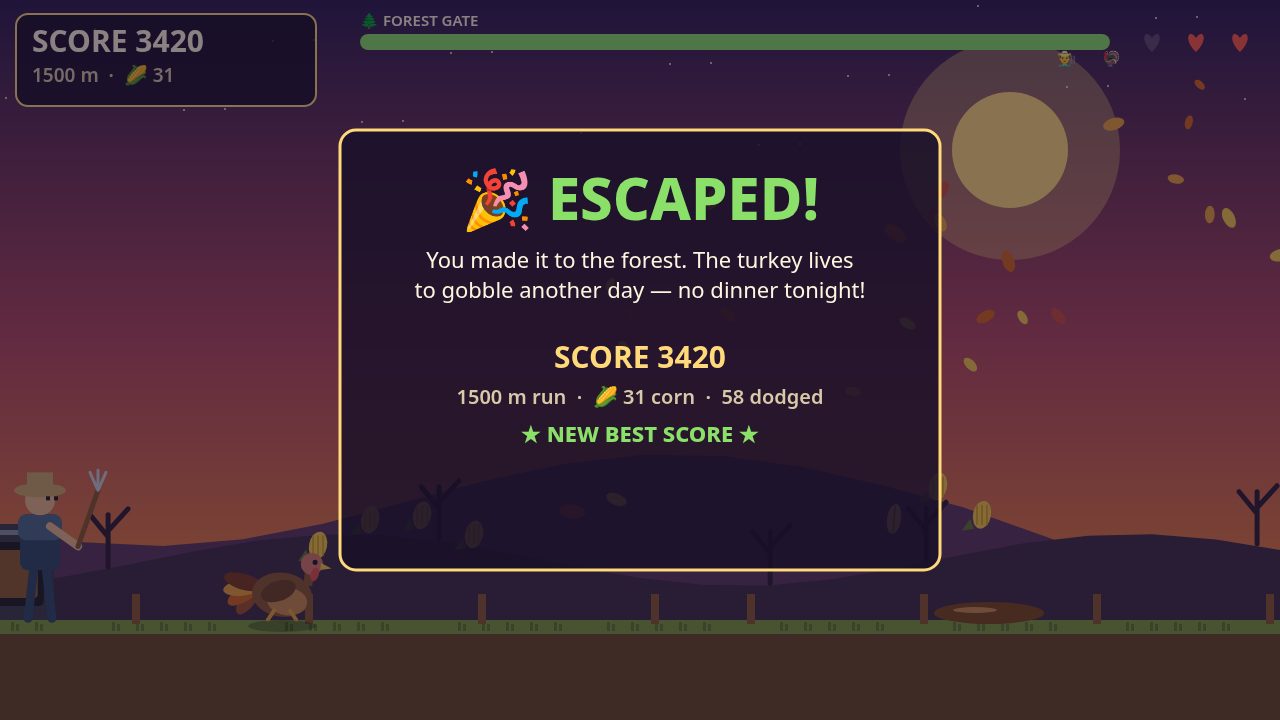 SCORE 3420
1500 m · 🌽 31
🌲 FOREST GATE
🎉 ESCAPED!
You made it to the forest. The turkey lives
to gobble another day — no dinner tonight!
SCORE 3420
1500 m run · 🌽 31 corn · 58 dodged
★ NEW BEST SCORE ★